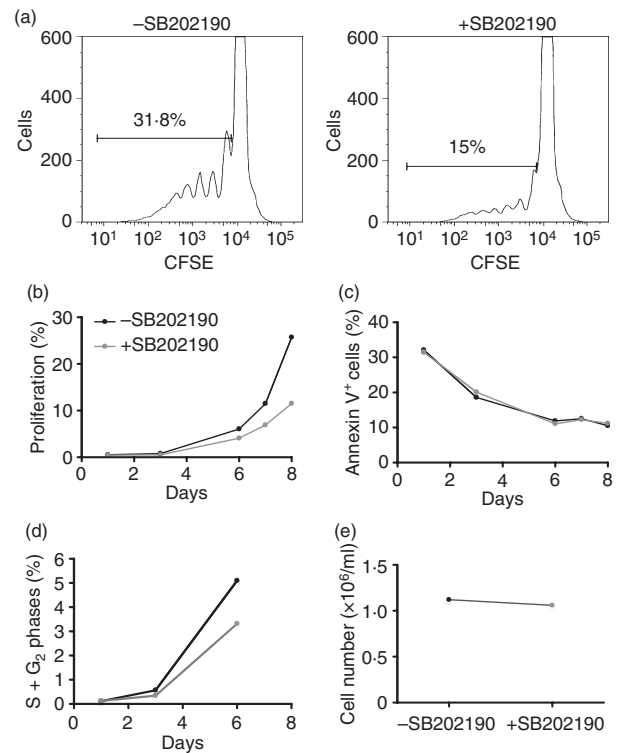 (a)
–SB202190
+SB202190
600
400
200
0
Cells
31·8%
10¹ 10² 10³ 10⁴ 10⁵
CFSE
600
400
200
0
Cells
15%
10¹ 10² 10³ 10⁴ 10⁵
CFSE
(b)
30
20
10
0
Proliferation (%)
–SB202190
+SB202190
0 2 4 6 8
Days
(c)
40
30
20
10
0
Annexin V⁺ cells (%)
0 2 4 6 8
Days
(d)
6
5
4
3
2
1
0
S + G₂ phases (%)
0 2 4 6 8
Days
(e)
1·5
1·0
0·5
0
Cell number (×10⁶/ml)
–SB202190 +SB202190